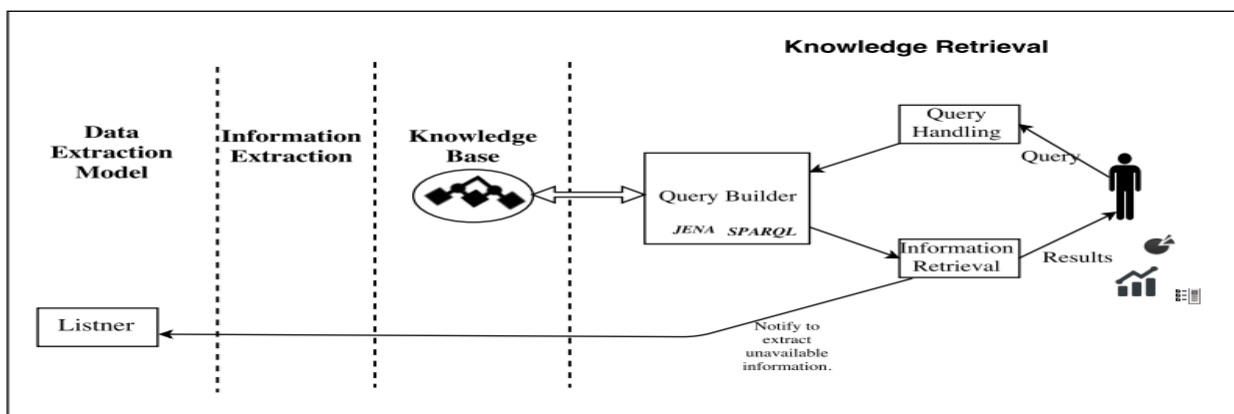 Knowledge Retrieval
Data
Extraction
Model
Information
Extraction
Knowledge
Base
Query
Handling
Query
Query Builder
JENA SPARQL
Information
Retrieval
Results
Listner
Notify to
extract
unavailable
information.